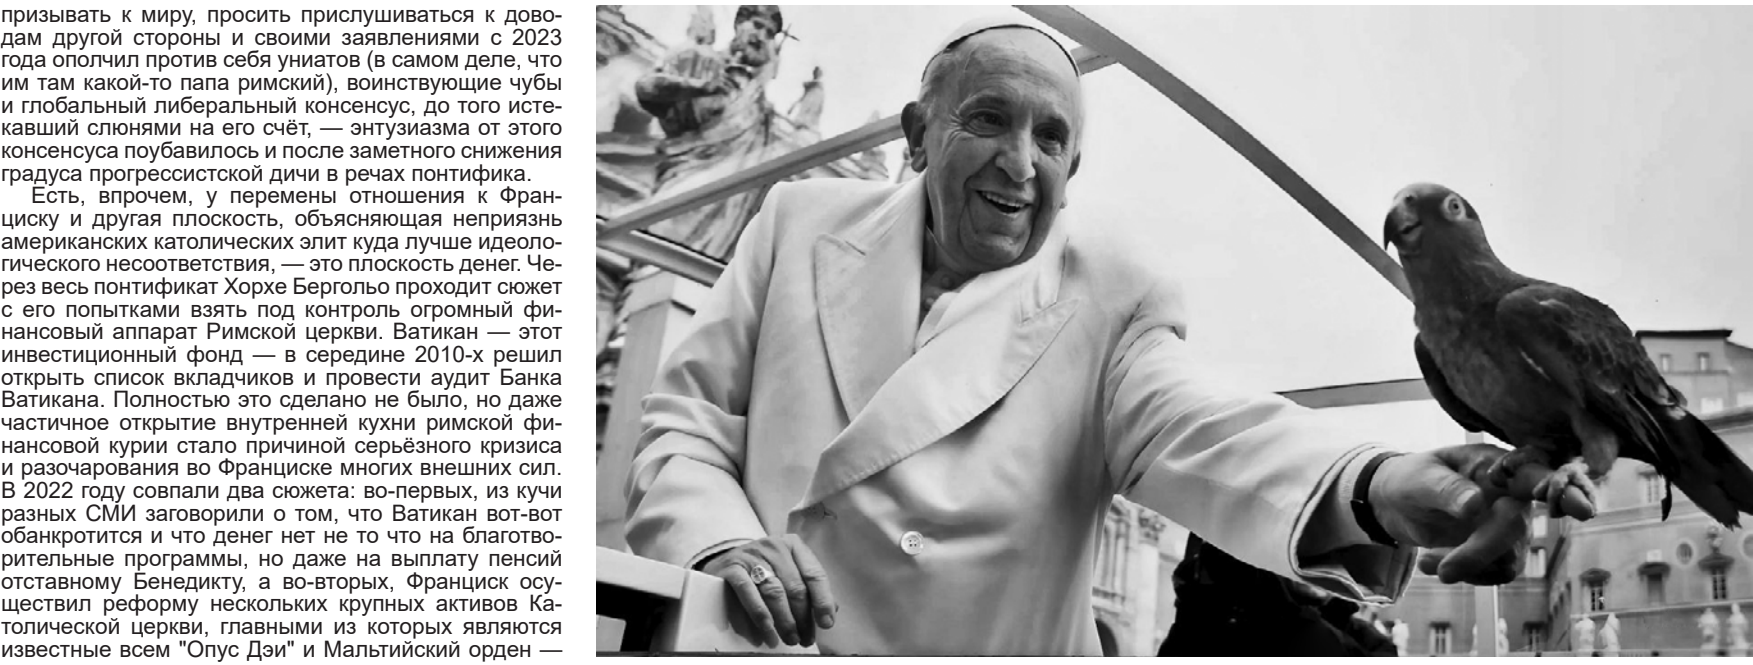 призывать к миру, просить прислушиваться к дово-
дам другой стороны и своими заявлениями с 2023
года ополчил против себя униатов (в самом деле, что
им там какой-то папа римский), воинствующие чубы
и глобальный либеральный консенсус, до того исте-
кавший слюнями на его счёт, — энтузиазма от этого
консенсуса поубавилось и после заметного снижения
градуса прогрессистской дичи в речах понтифика.
Есть, впрочем, у перемены отношения к Фран-
циску и другая плоскость, объясняющая неприязнь
американских католических элит куда лучше идеоло-
гического несоответствия, — это плоскость денег. Че-
рез весь понтификат Хорхе Бергольо проходит сюжет
с его попытками взять под контроль огромный фи-
нансовый аппарат Римской церкви. Ватикан — этот
инвестиционный фонд — в середине 2010-х решил
открыть список вкладчиков и провести аудит Банка
Ватикана. Полностью это сделано не было, но даже
частичное открытие внутренней кухни римской фи-
нансовой курии стало причиной серьёзного кризиса
и разочарования во Франциске многих внешних сил.
В 2022 году совпали два сюжета: во-первых, из кучи
разных СМИ заговорили о том, что Ватикан вот-вот
обанкротится и что денег нет не то что на благотво-
рительные программы, но даже на выплату пенсий
отставному Бенедикту, а во-вторых, Франциск осу-
ществил реформу нескольких крупных активов Ка-
толической церкви, главными из которых являются
известные всем "Опус Дэи" и Мальтийский орден —